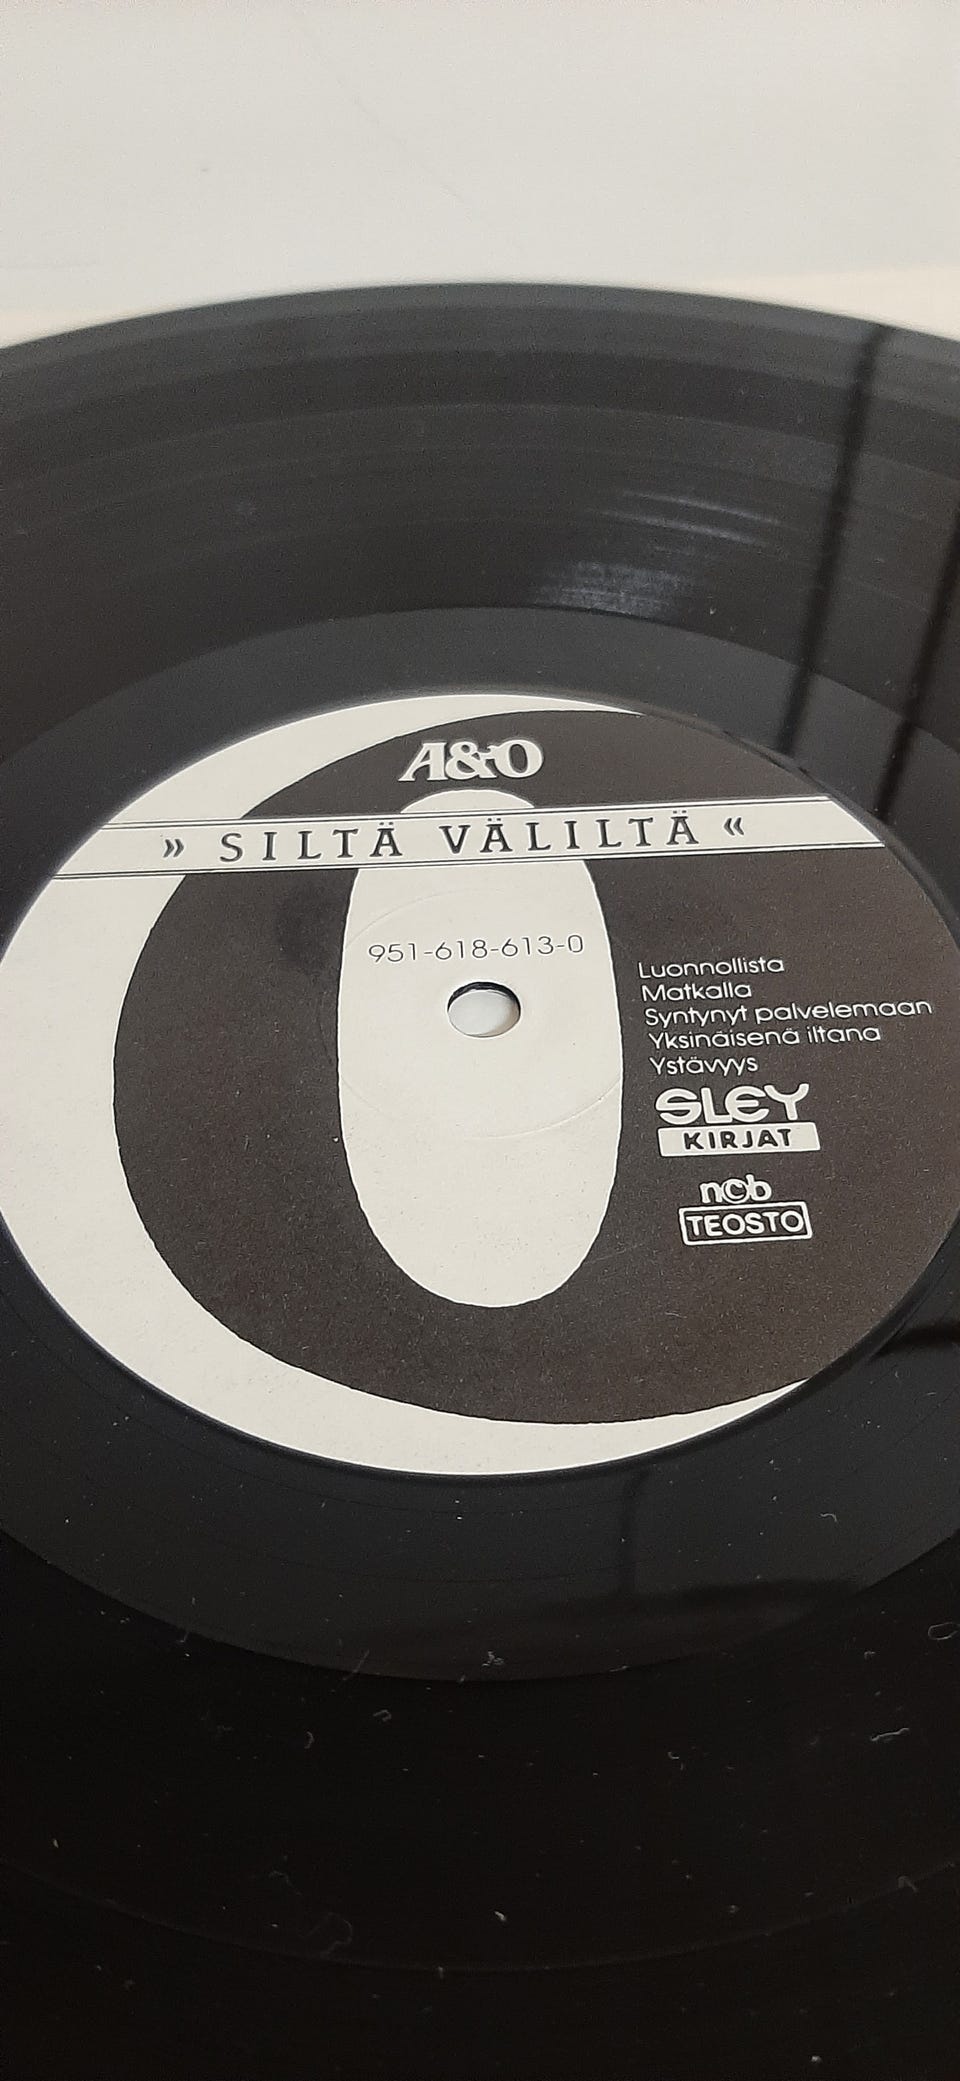 A&O
» SILTÄ VÄLILTÄ «
951-618-613-0
Luonnollista
Matkalla
Syntynyt palvelemaan
Yksinäisenä iltana
Ystävyys
SLEY
KIRJAT
ncb
TEOSTO